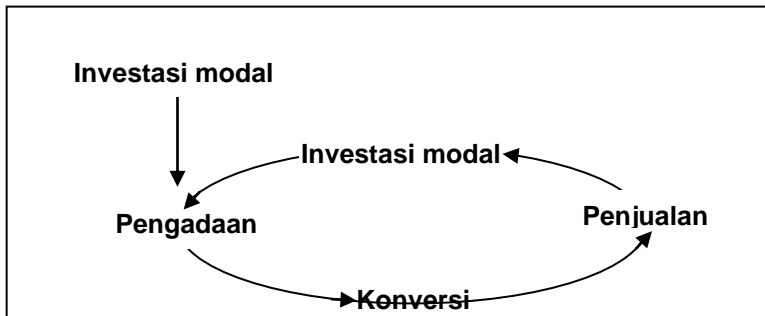 Investasi modal
Investasi modal
Pengadaan
Penjualan
Konversi